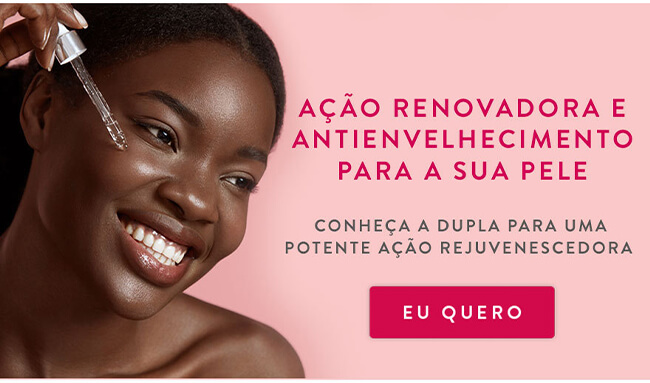 AÇÃO RENOVADORA E
ANTIENVELHECIMENTO
PARA A SUA PELE
CONHEÇA A DUPLA PARA UMA
POTENTE AÇÃO REJUVENESCEDORA
EU QUERO